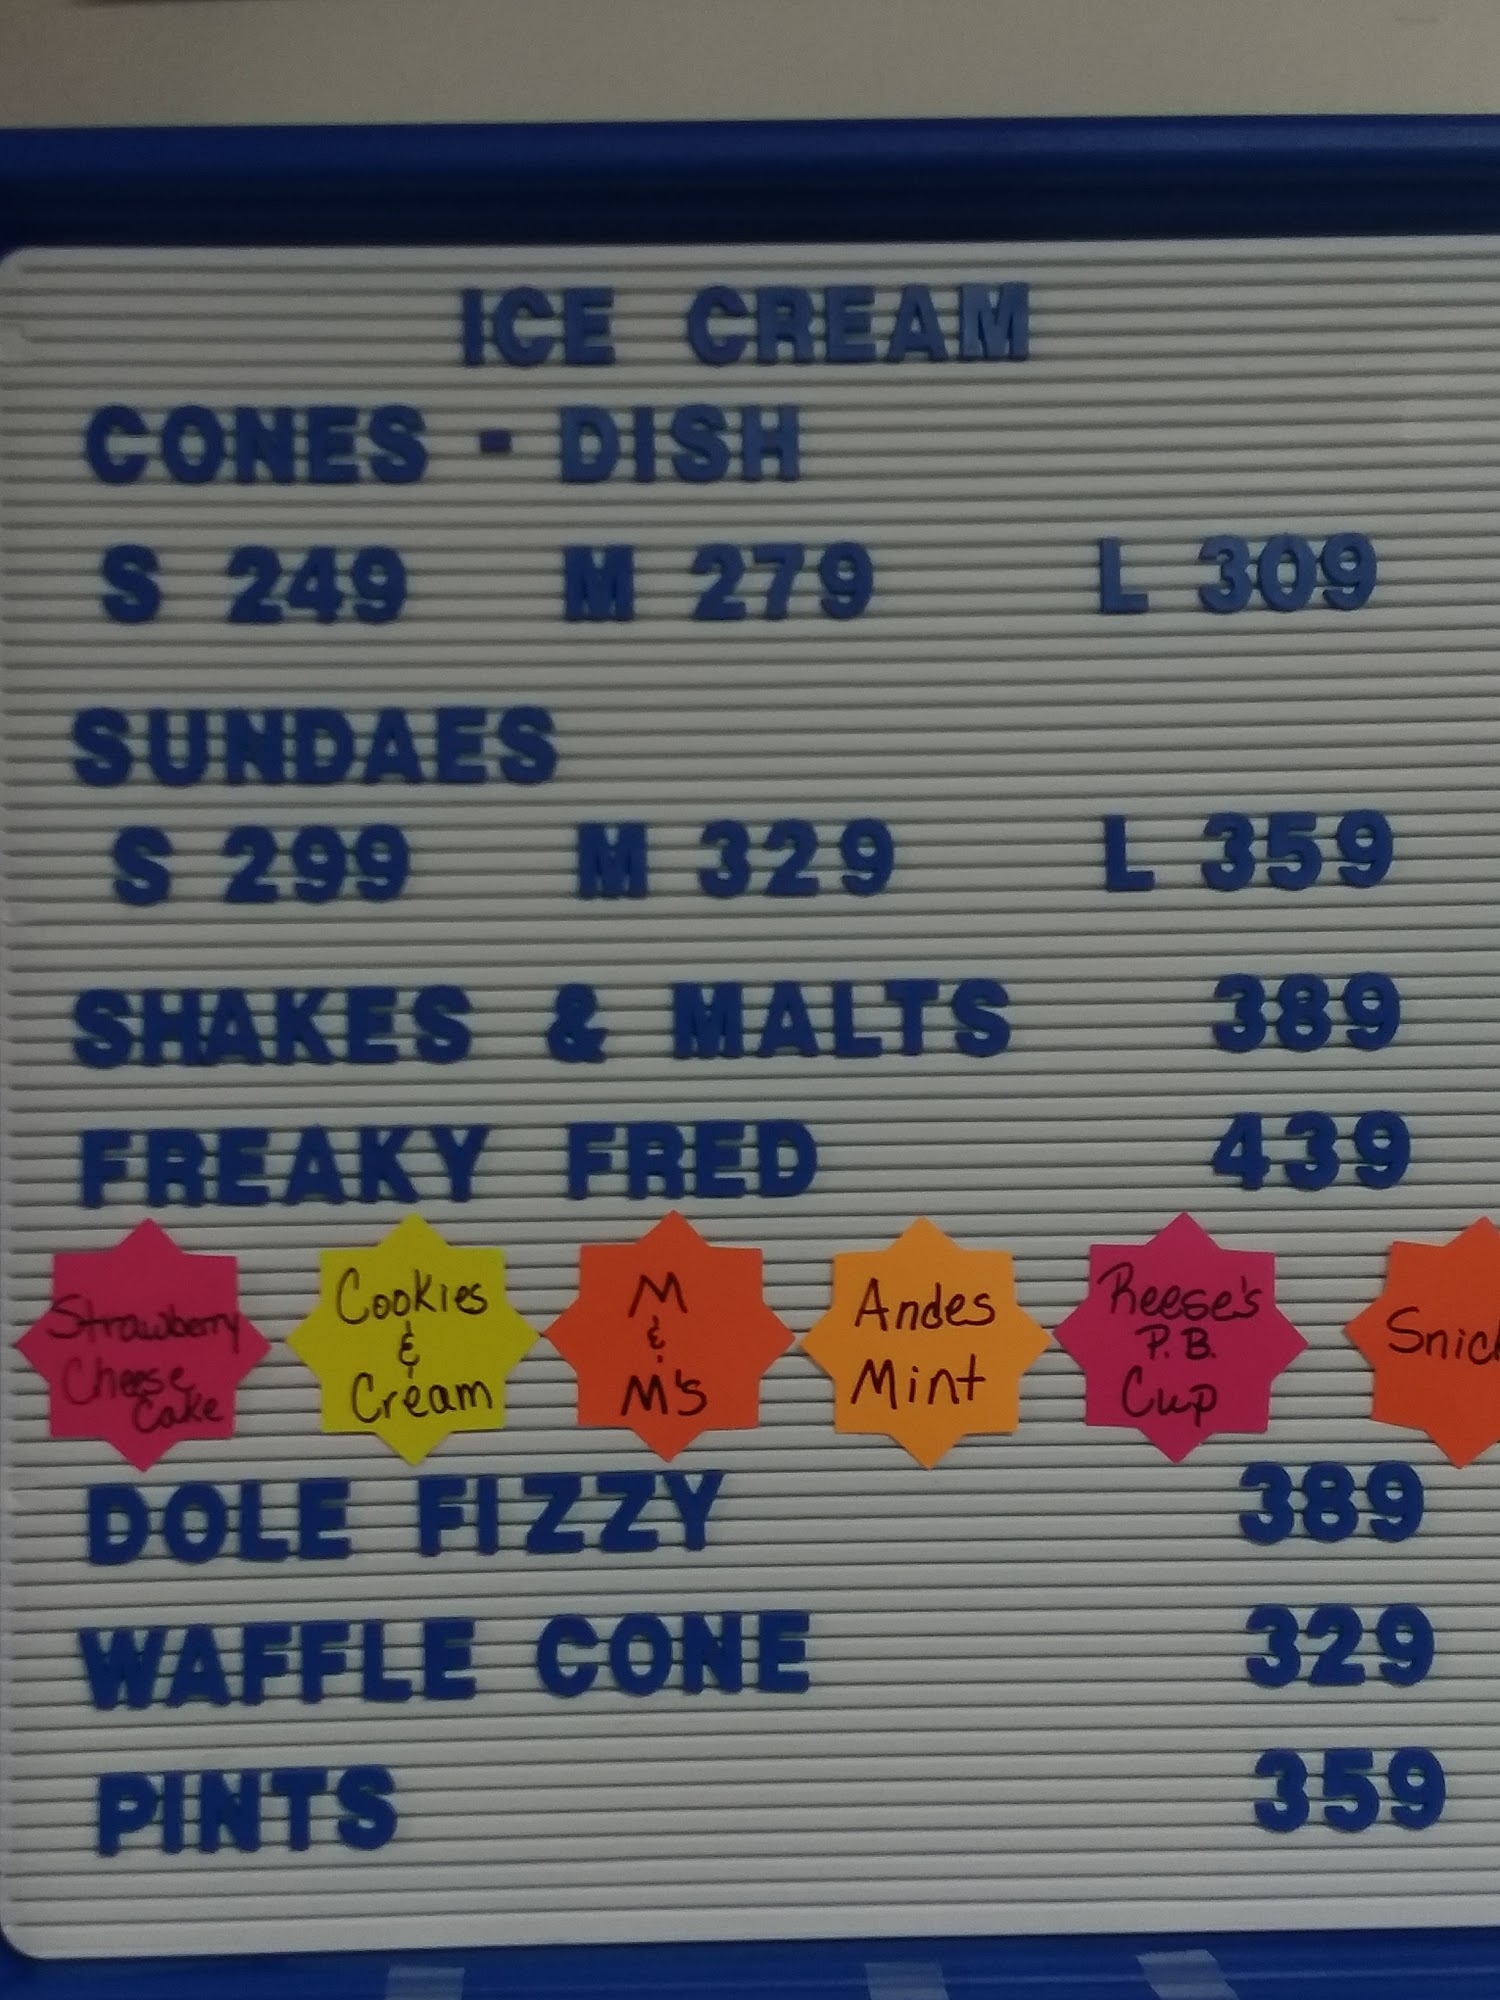 ICE CREAM
CONES - DISH
S 249 M 279 L 309
SUNDAES
S 299 M 329 L 359
SHAKES & MALTS 389
FREAKY FRED 439
Strawberry
Cheese
Cake
Cookies
&
Cream
M
&
M's
Andes
Mint
Reese's
P.B.
Cup
DOLE FIZZY 389
WAFFLE CONE 329
PINTS 359